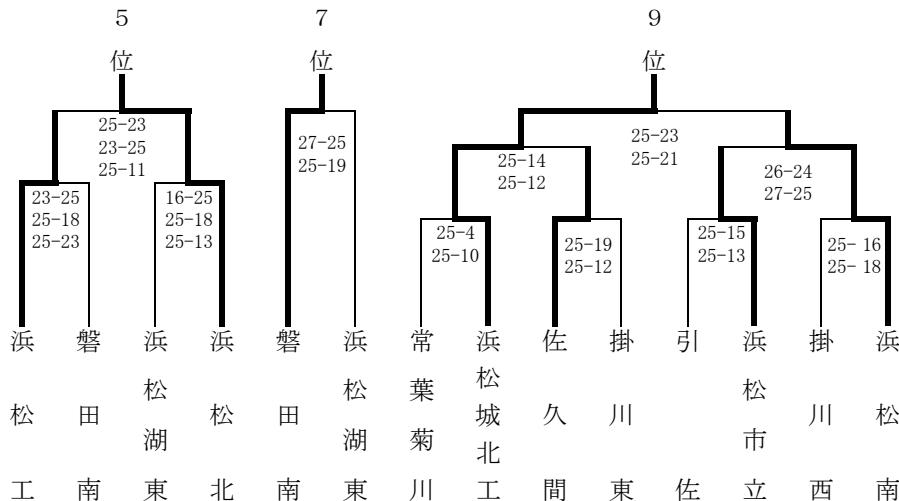 5位
7位
9位
25-23
23-25
25-11
27-25
25-19
25-23
25-21
25-14
25-12
26-24
27-25
23-25
25-18
25-23
16-25
25-18
25-13
25-4
25-10
25-19
25-12
25-15
25-13
25- 16
25- 18
浜松工
磐田南
浜松湖東
浜松北
磐田南
浜松湖東
常葉菊川
浜松城北工
佐久間
掛川東
引佐
浜松市立
掛川西
浜松南